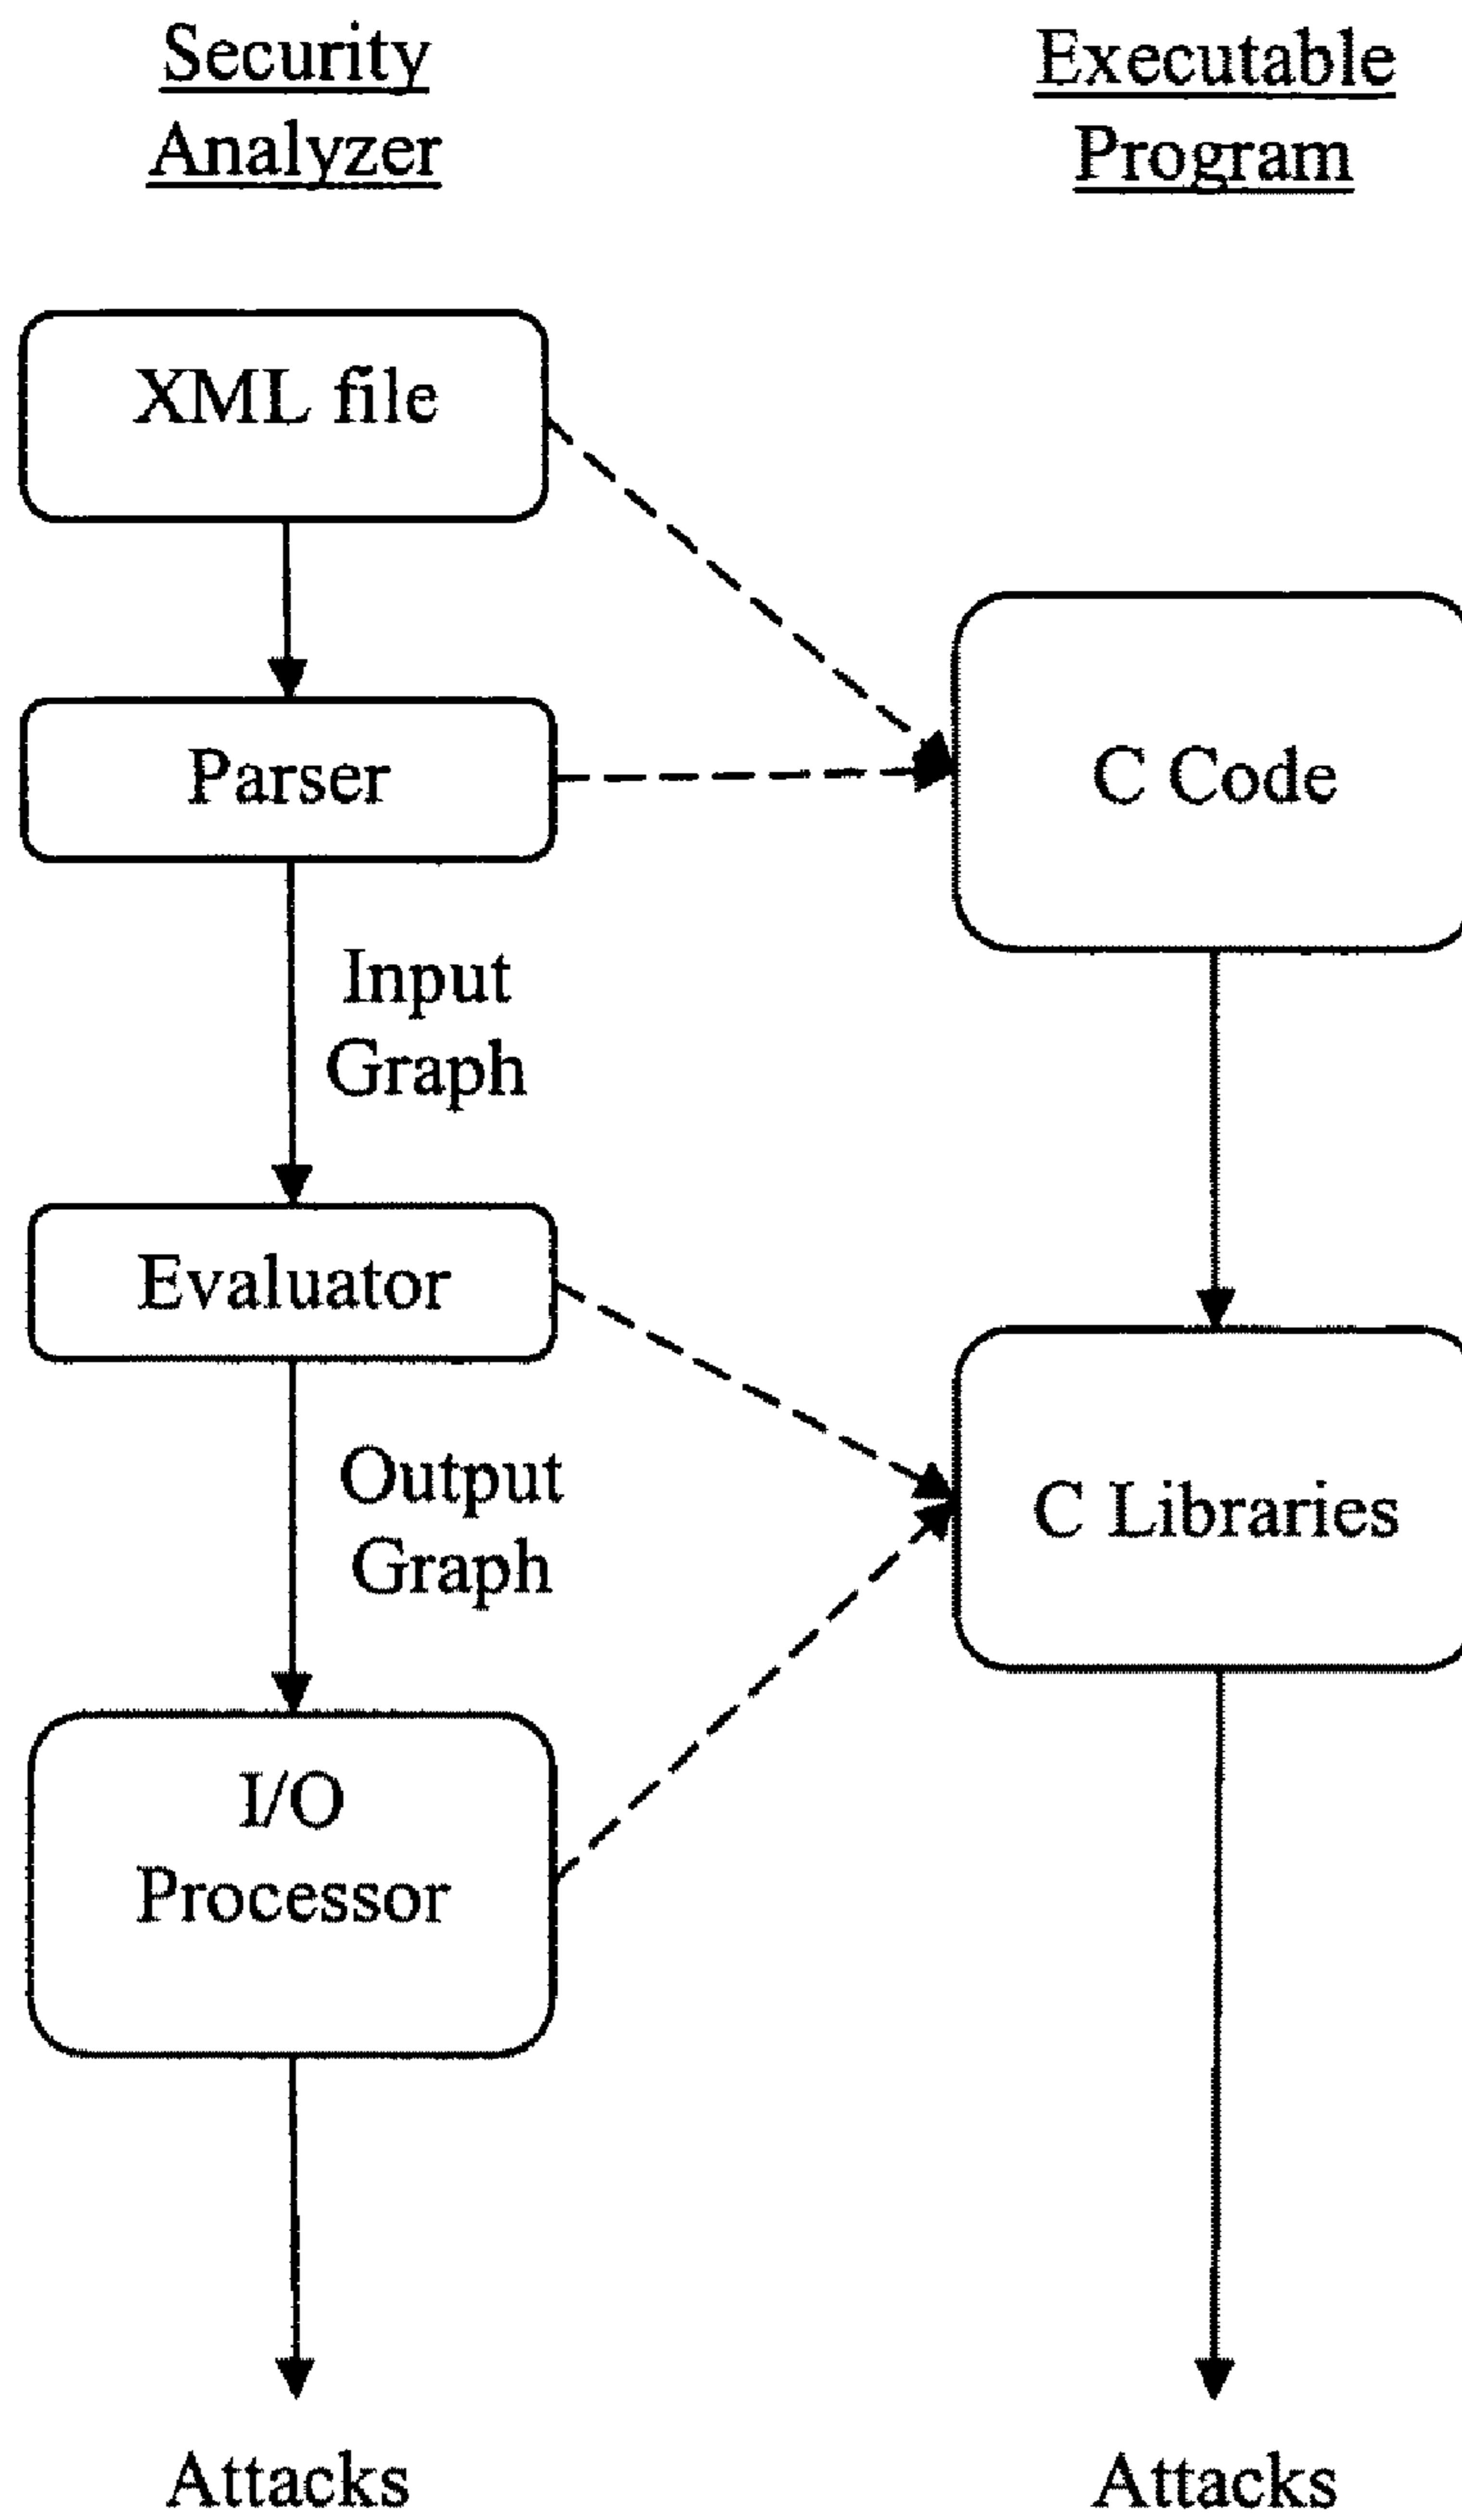 Security
Analyzer
Executable
Program
XML file
Parser
C Code
Input
Graph
Evaluator
Output
Graph
C Libraries
I/O
Processor
Attacks
Attacks